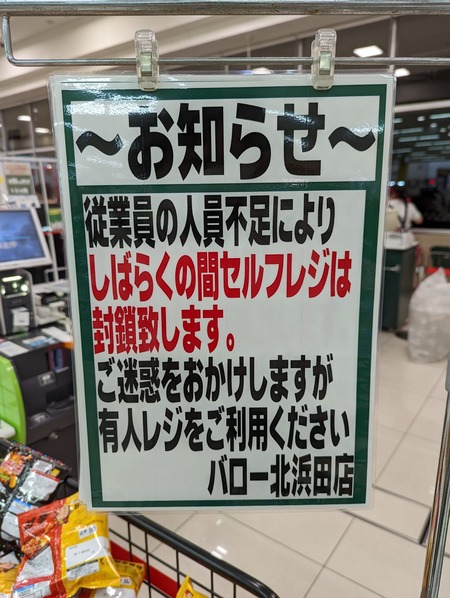 ～お知らせ～
従業員の人員不足により
しばらくの間セルフレジは
封鎖致します。
ご迷惑をおかけしますが
有人レジをご利用ください
バロー北浜田店